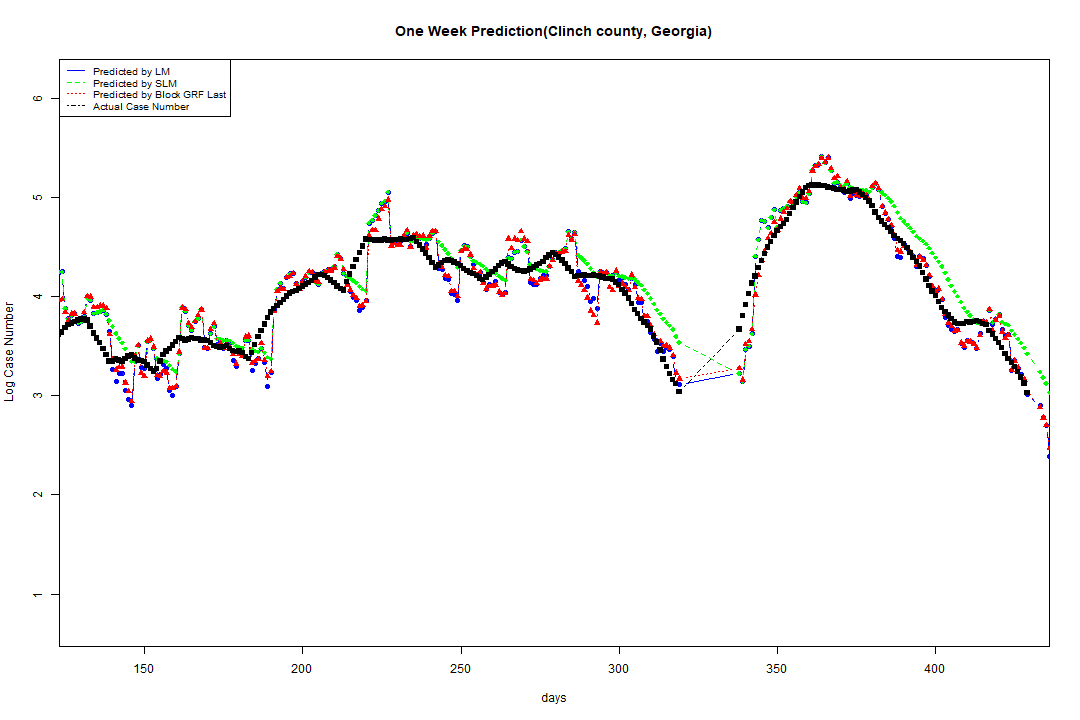 One Week Prediction(Clinch county, Georgia)
Predicted by LM
Predicted by SLM
Predicted by Block GRF Last
Actual Case Number
Log Case Number
6
5
4
3
2
1
150 200 250 300 350 400
days